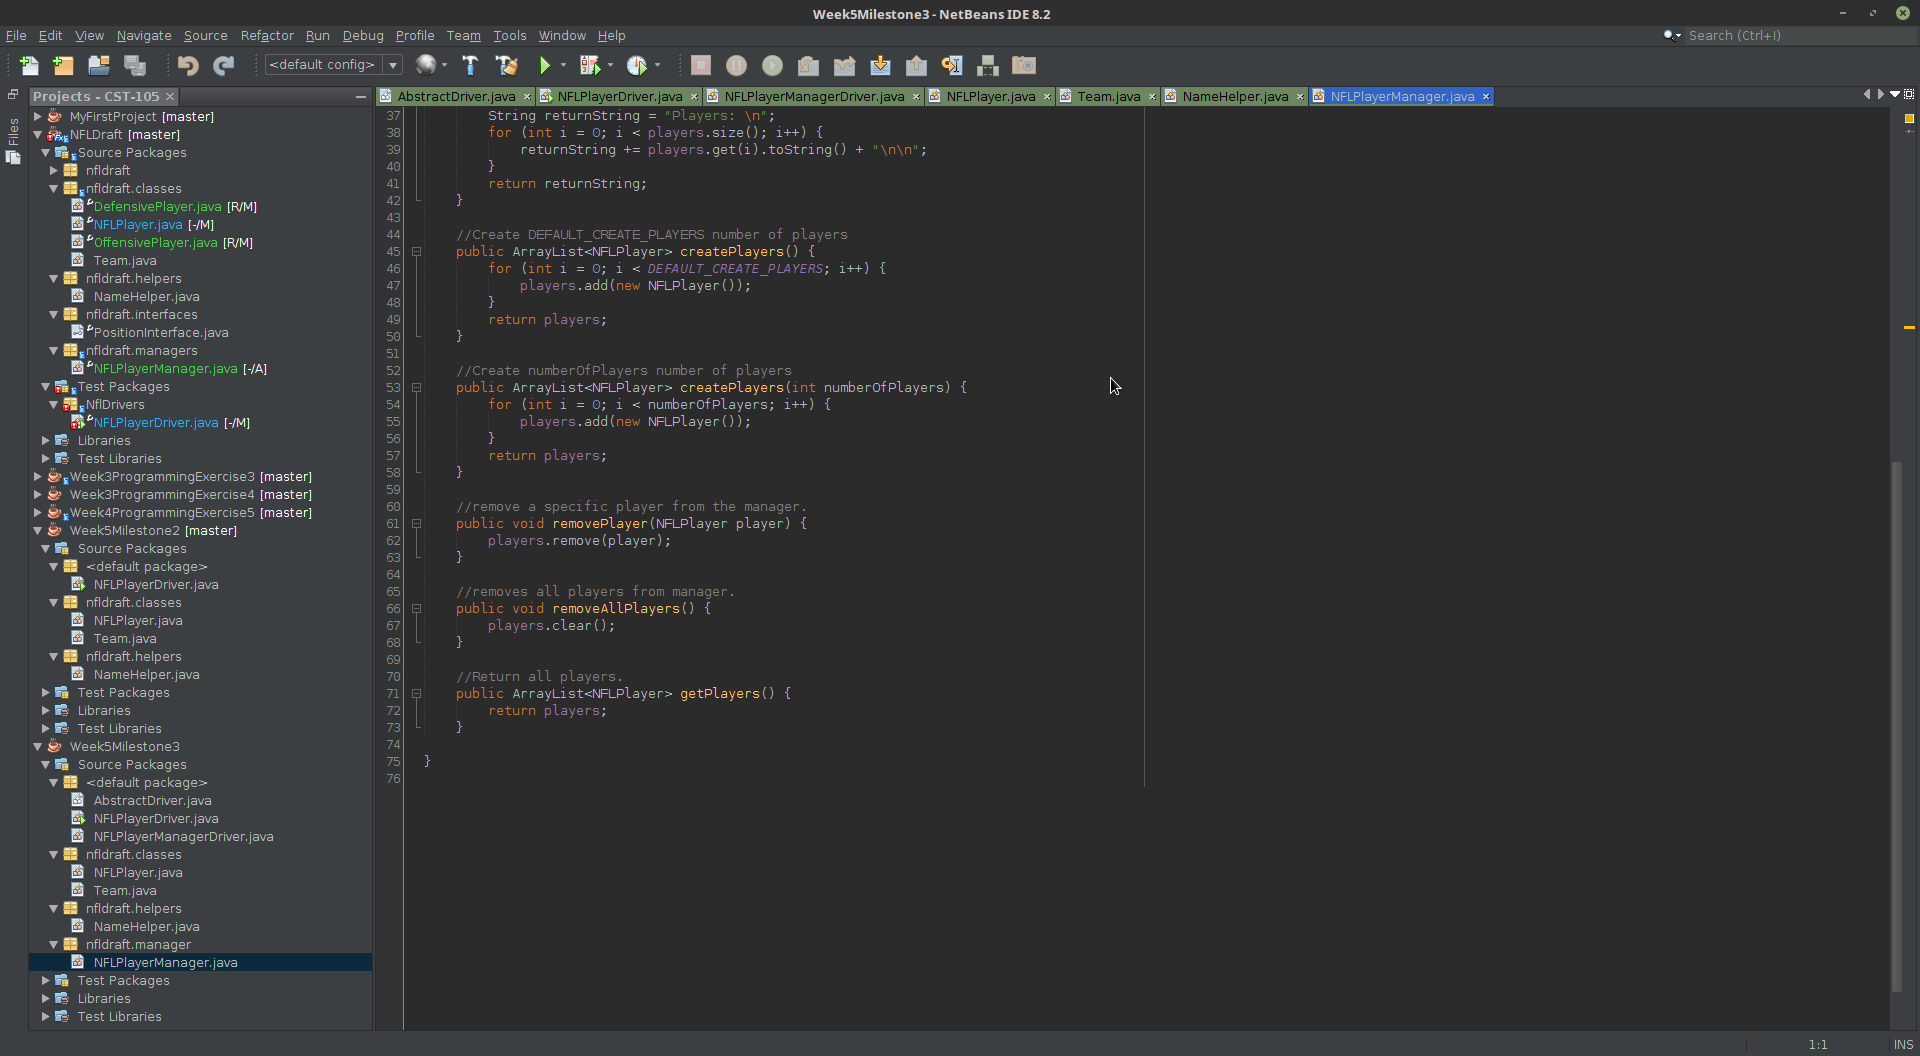 Week5Milestone3 - NetBeans IDE 8.2
File Edit View Navigate Source Refactor Run Debug Profile Team Tools Window Help
Search (Ctrl+I)
<default config>
Files
Projects - CST-105
MyFirstProject [master]
NFLDraft [master]
Source Packages
nfldraft
nfldraft.classes
DefensivePlayer.java [R/M]
NFLPlayer.java [-/M]
OffensivePlayer.java [R/M]
Team.java
nfldraft.helpers
NameHelper.java
nfldraft.interfaces
PositionInterface.java
nfldraft.managers
NFLPlayerManager.java [-/A]
Test Packages
NflDrivers
NFLPlayerDriver.java [-/M]
Libraries
Test Libraries
Week3ProgrammingExercise3 [master]
Week3ProgrammingExercise4 [master]
Week4ProgrammingExercise5 [master]
Week5Milestone2 [master]
Source Packages
<default package>
NFLPlayerDriver.java
nfldraft.classes
NFLPlayer.java
Team.java
nfldraft.helpers
NameHelper.java
Test Packages
Libraries
Test Libraries
Week5Milestone3
Source Packages
<default package>
AbstractDriver.java
NFLPlayerDriver.java
NFLPlayerManagerDriver.java
nfldraft.classes
NFLPlayer.java
Team.java
nfldraft.helpers
NameHelper.java
nfldraft.manager
NFLPlayerManager.java
Test Packages
Libraries
Test Libraries
AbstractDriver.java NFLPlayerDriver.java NFLPlayerManagerDriver.java NFLPlayer.java Team.java NameHelper.java NFLPlayerManager.java
37 String returnString = "Players: \n";
38 for (int i = 0; i < players.size(); i++) {
39 returnString += players.get(i).toString() + "\n\n";
40 }
41 return returnString;
42 }
43
44 //Create DEFAULT_CREATE_PLAYERS number of players
45 public ArrayList<NFLPlayer> createPlayers() {
46 for (int i = 0; i < DEFAULT_CREATE_PLAYERS; i++) {
47 players.add(new NFLPlayer());
48 }
49 return players;
50 }
51
52 //Create numberOfPlayers number of players
53 public ArrayList<NFLPlayer> createPlayers(int numberOfPlayers) {
54 for (int i = 0; i < numberOfPlayers; i++) {
55 players.add(new NFLPlayer());
56 }
57 return players;
58 }
59
60 //remove a specific player from the manager.
61 public void removePlayer(NFLPlayer player) {
62 players.remove(player);
63 }
64
65 //removes all players from manager.
66 public void removeAllPlayers() {
67 players.clear();
68 }
69
70 //Return all players.
71 public ArrayList<NFLPlayer> getPlayers() {
72 return players;
73 }
74
75 }
76
1:1 INS